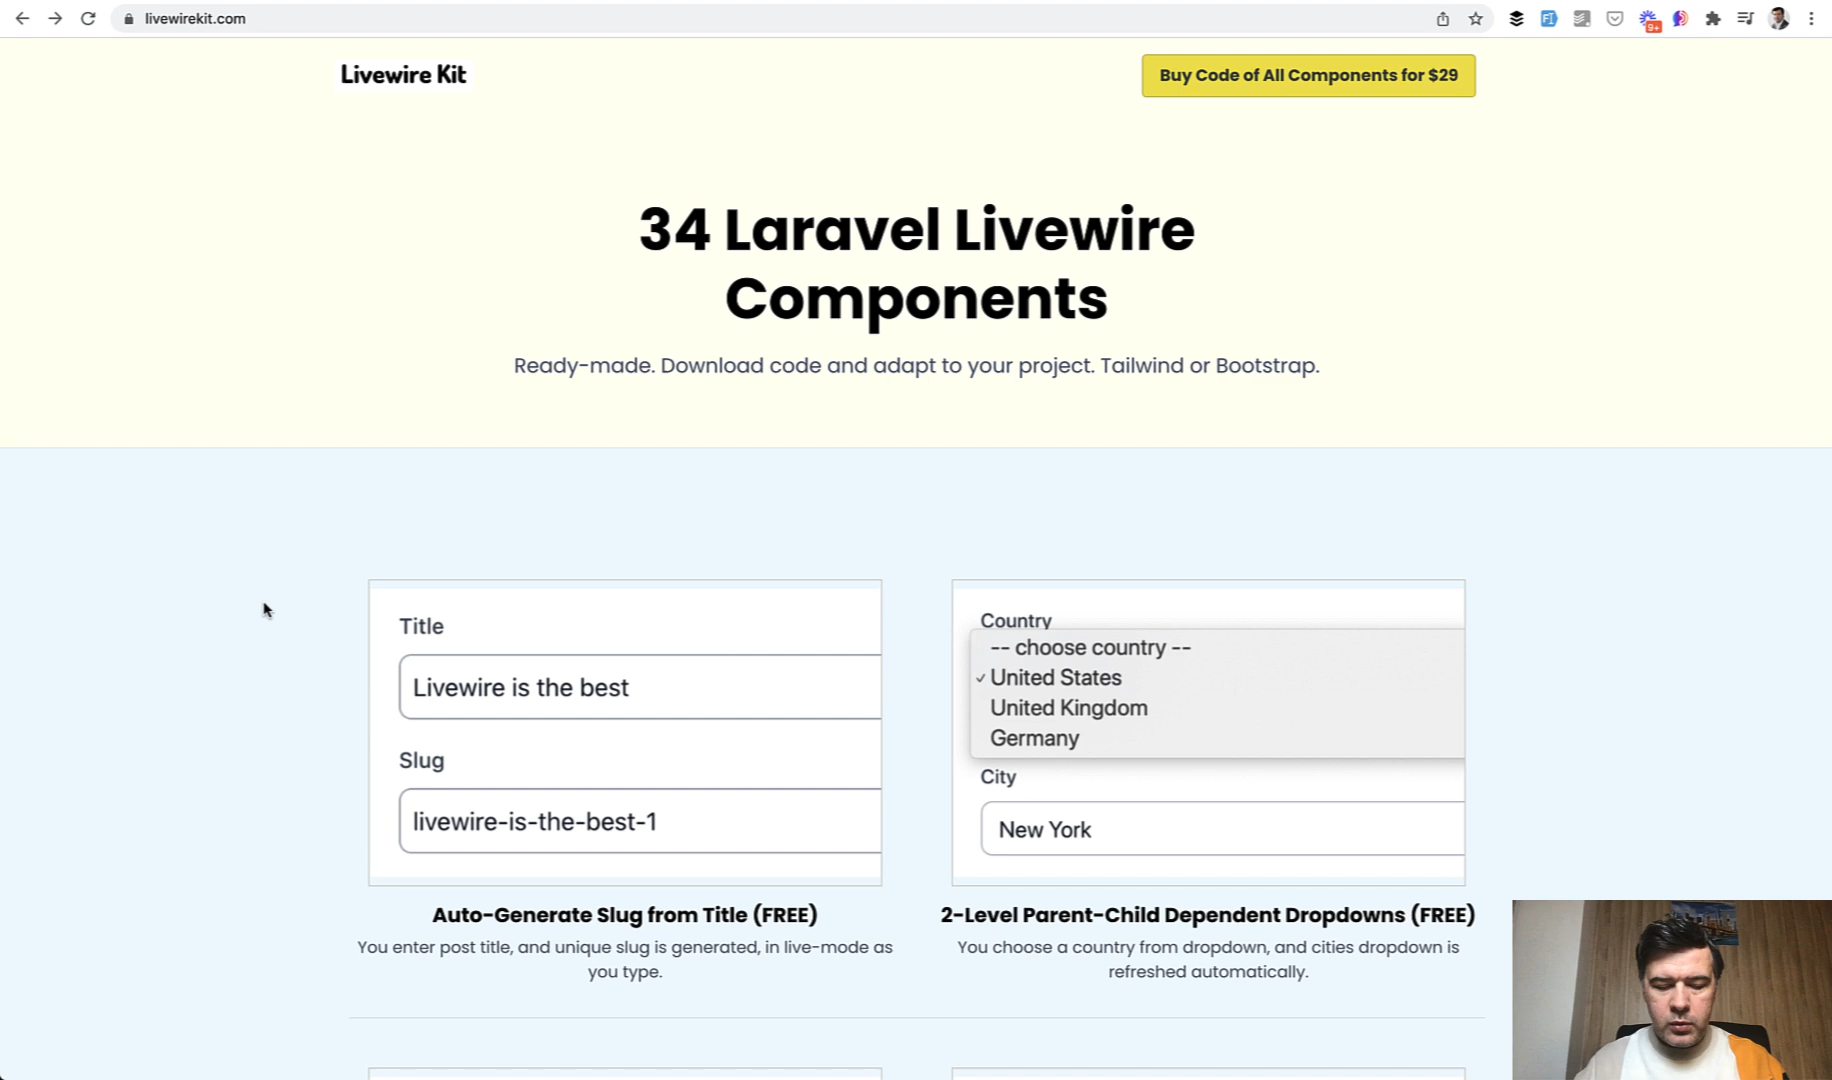 livewirekit.com
9+
Livewire Kit
Buy Code of All Components for $29
34 Laravel Livewire
Components
Ready-made. Download code and adapt to your project. Tailwind or Bootstrap.
Title
Livewire is the best
Slug
livewire-is-the-best-1
Auto-Generate Slug from Title (FREE)
You enter post title, and unique slug is generated, in live-mode as
you type.
Country
-- choose country --
✓ United States
United Kingdom
Germany
City
New York
2-Level Parent-Child Dependent Dropdowns (FREE)
You choose a country from dropdown, and cities dropdown is
refreshed automatically.